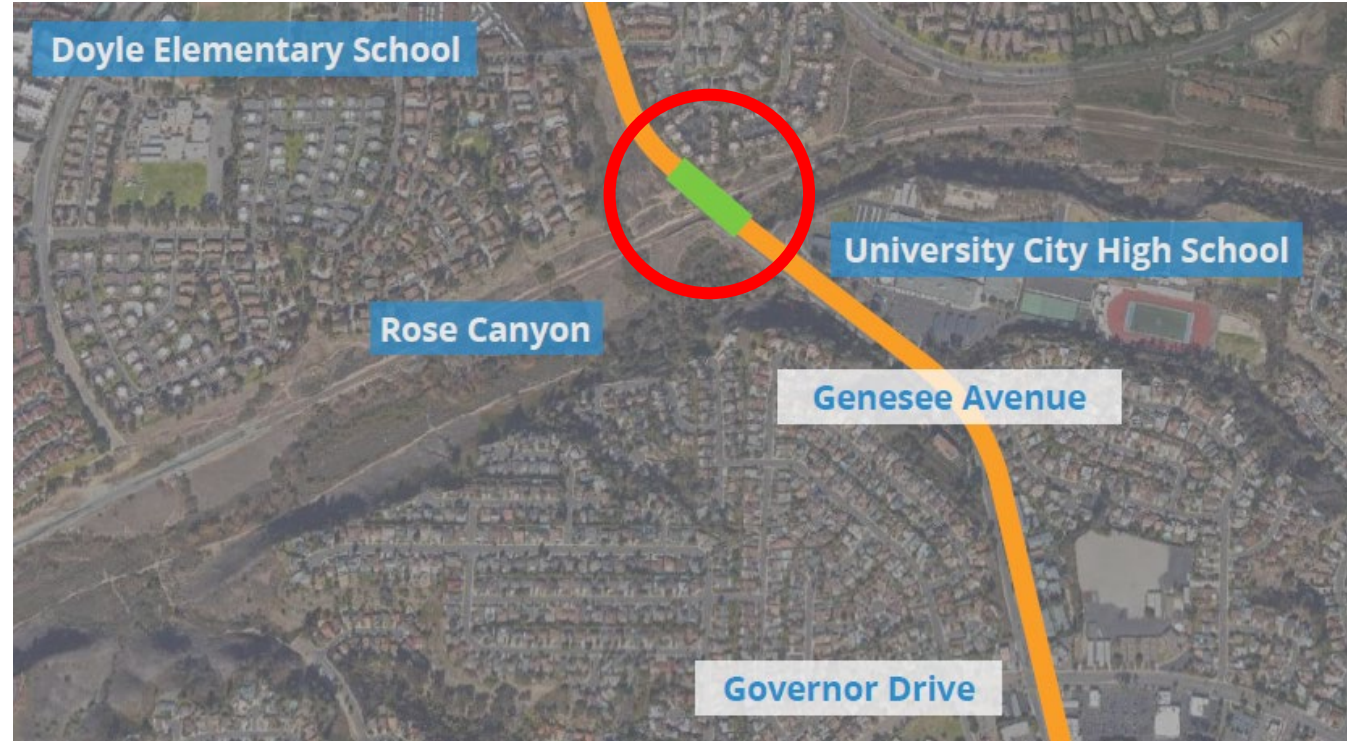 Doyle Elementary School
University City High School
Rose Canyon
Genesee Avenue
Governor Drive